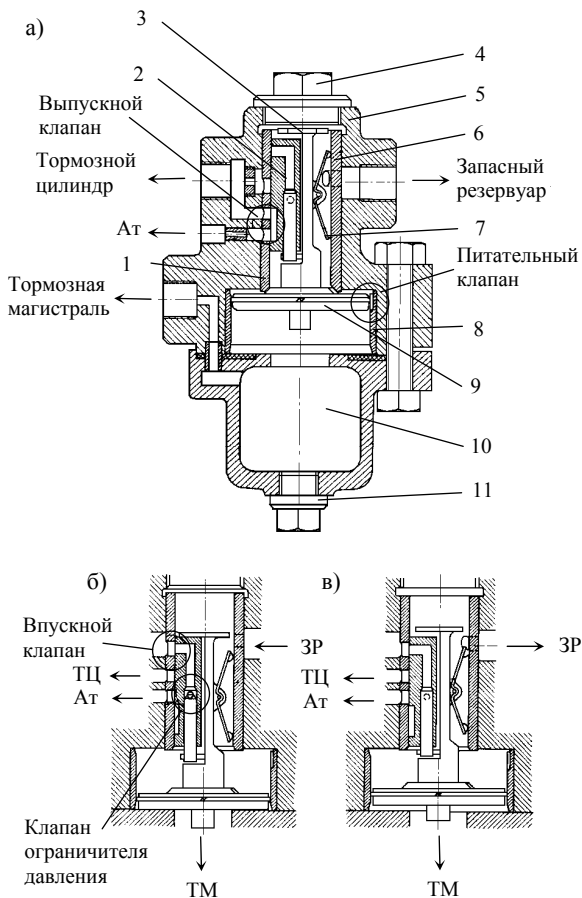 а)
3
4
2
5
Выпускной
клапан
6
Тормозной
цилиндр
Запасный
резервуар
7
Ат
Питательный
клапан
1
Тормозная
магистраль
8
9
10
11
б)
в)
Впускной
клапан
ЗР
ЗР
ТЦ
Ат
ТЦ
Ат
Клапан
ограничителя
давления
ТМ
ТМ